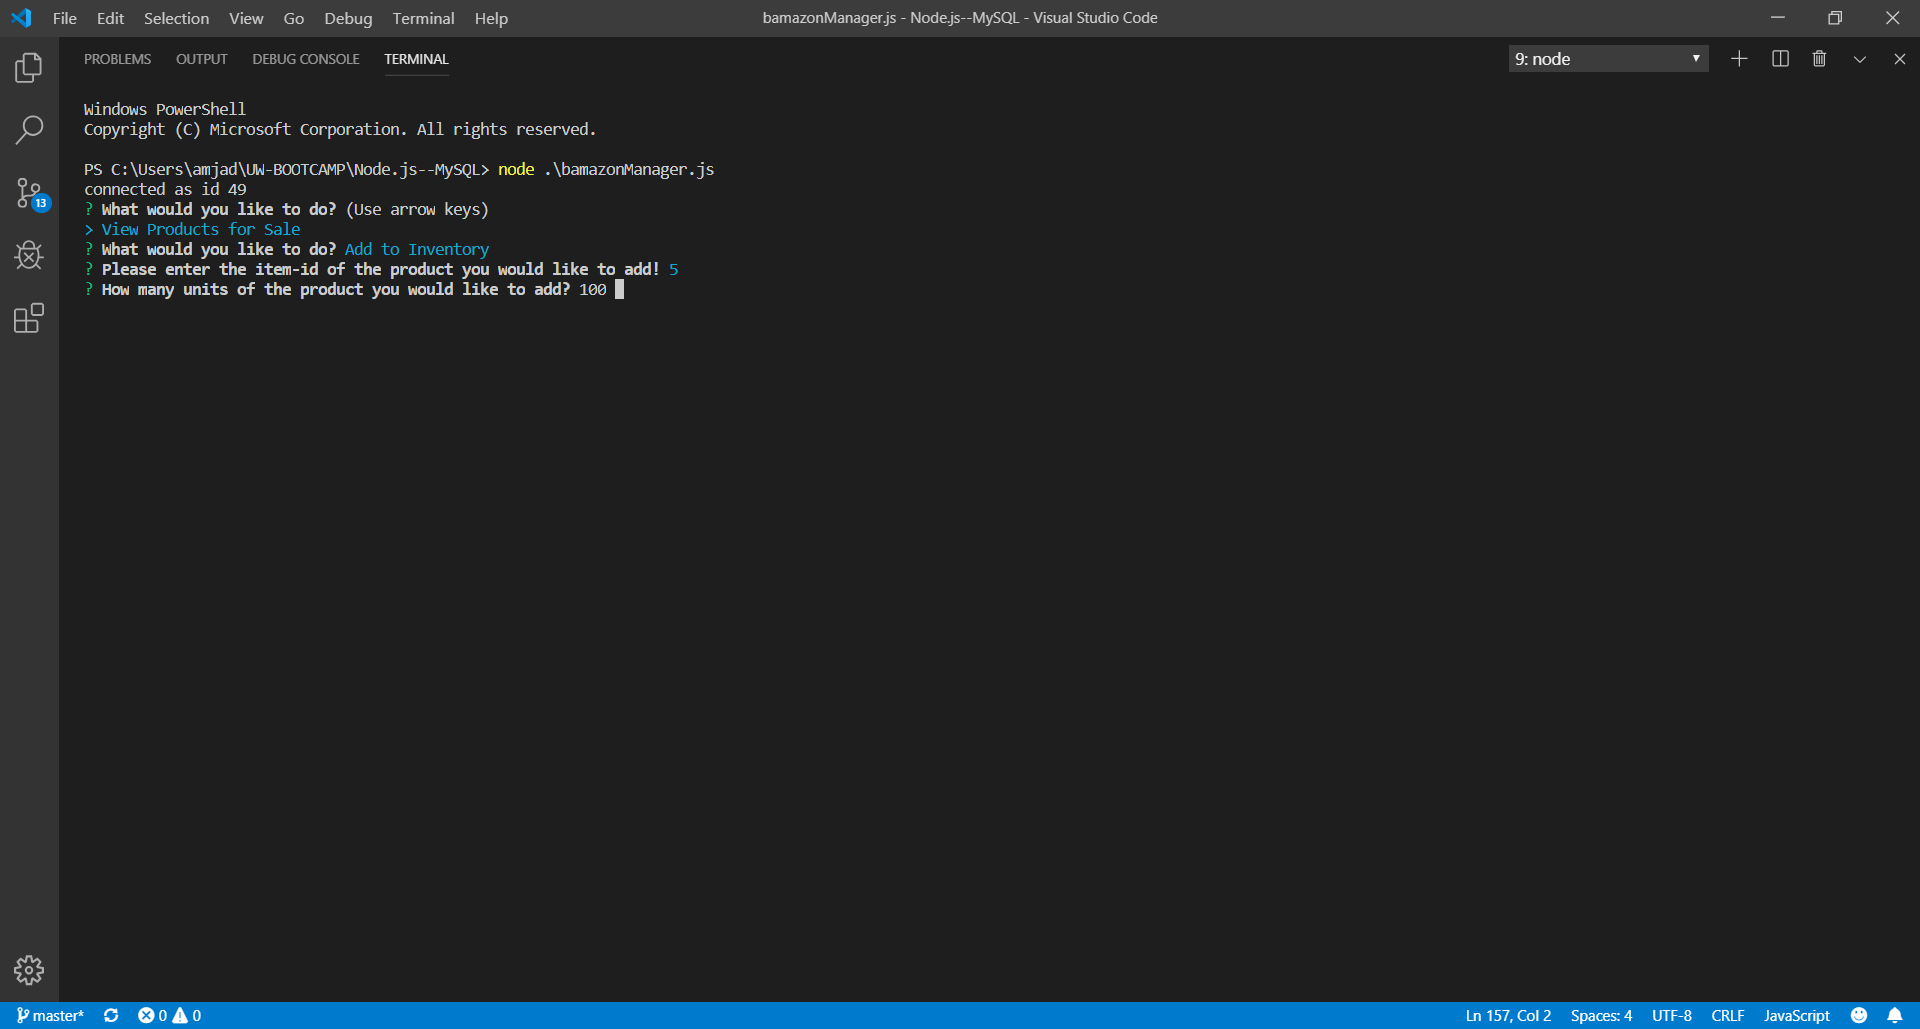 File Edit Selection View Go Debug Terminal Help
bamazonManager.js - Node.js--MySQL - Visual Studio Code
PROBLEMS OUTPUT DEBUG CONSOLE TERMINAL
9: node
Windows PowerShell
Copyright (C) Microsoft Corporation. All rights reserved.
PS C:\Users\amjad\UW-BOOTCAMP\Node.js--MySQL> node .\bamazonManager.js
connected as id 49
? What would you like to do? (Use arrow keys)
> View Products for Sale
? What would you like to do? Add to Inventory
? Please enter the item-id of the product you would like to add! 5
? How many units of the product you would like to add? 100
13
master* 0 0
Ln 157, Col 2 Spaces: 4 UTF-8 CRLF JavaScript